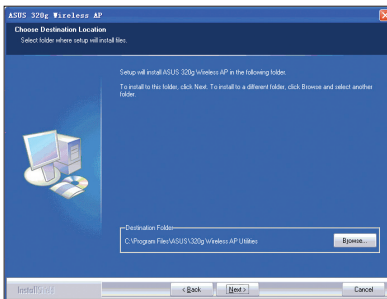 ASUS 320g Wireless AP
Choose Destination Location
Select folder where setup will install files.
Setup will install ASUS 320g Wireless AP in the following folder.
To install to this folder, click Next. To install to a different folder, click Browse and select another
folder.
Destination Folder
C:\Program Files\ASUS\320g Wireless AP Utilities
Browse...
InstallShield
< Back
Next >
Cancel